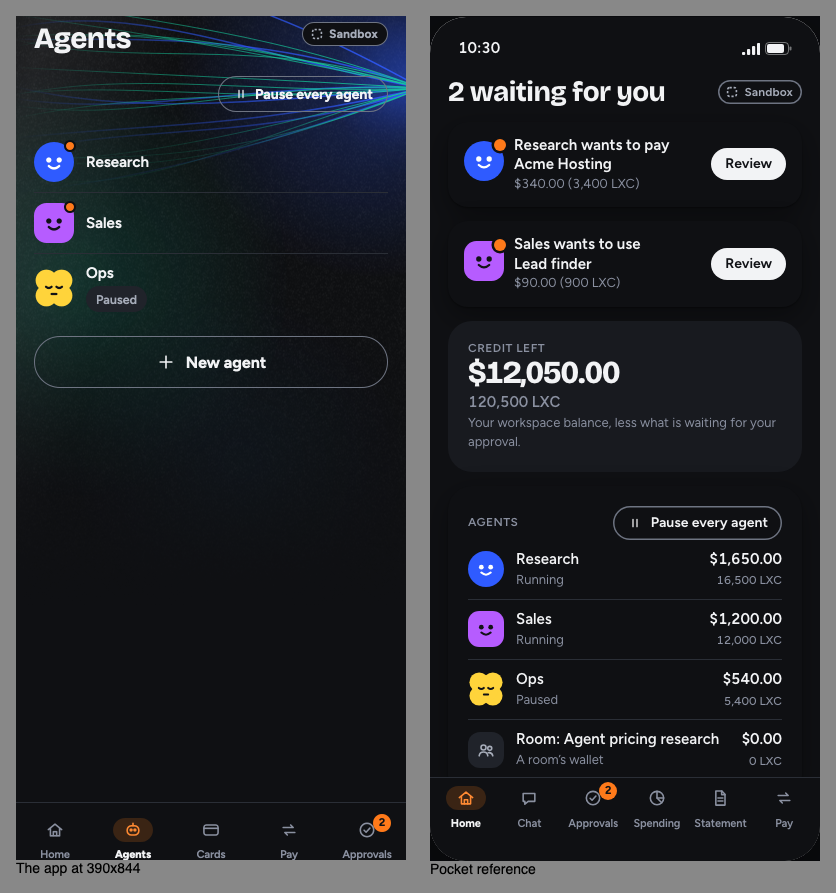 Agents
Sandbox
Pause every agent
Research
Sales
Ops
Paused
New agent
Home
Agents
Cards
Pay
2
Approvals
The app at 390x844
10:30
2 waiting for you
Sandbox
Research wants to pay
Acme Hosting
$340.00 (3,400 LXC)
Review
Sales wants to use
Lead finder
$90.00 (900 LXC)
Review
CREDIT LEFT
$12,050.00
120,500 LXC
Your workspace balance, less what is waiting for your
approval.
AGENTS
Pause every agent
Research
$1,650.00
Running
16,500 LXC
Sales
$1,200.00
Running
12,000 LXC
Ops
$540.00
Paused
5,400 LXC
Room: Agent pricing research
$0.00
A room's wallet
0 LXC
Home
Chat
2
Approvals
Spending
Statement
Pay
Pocket reference